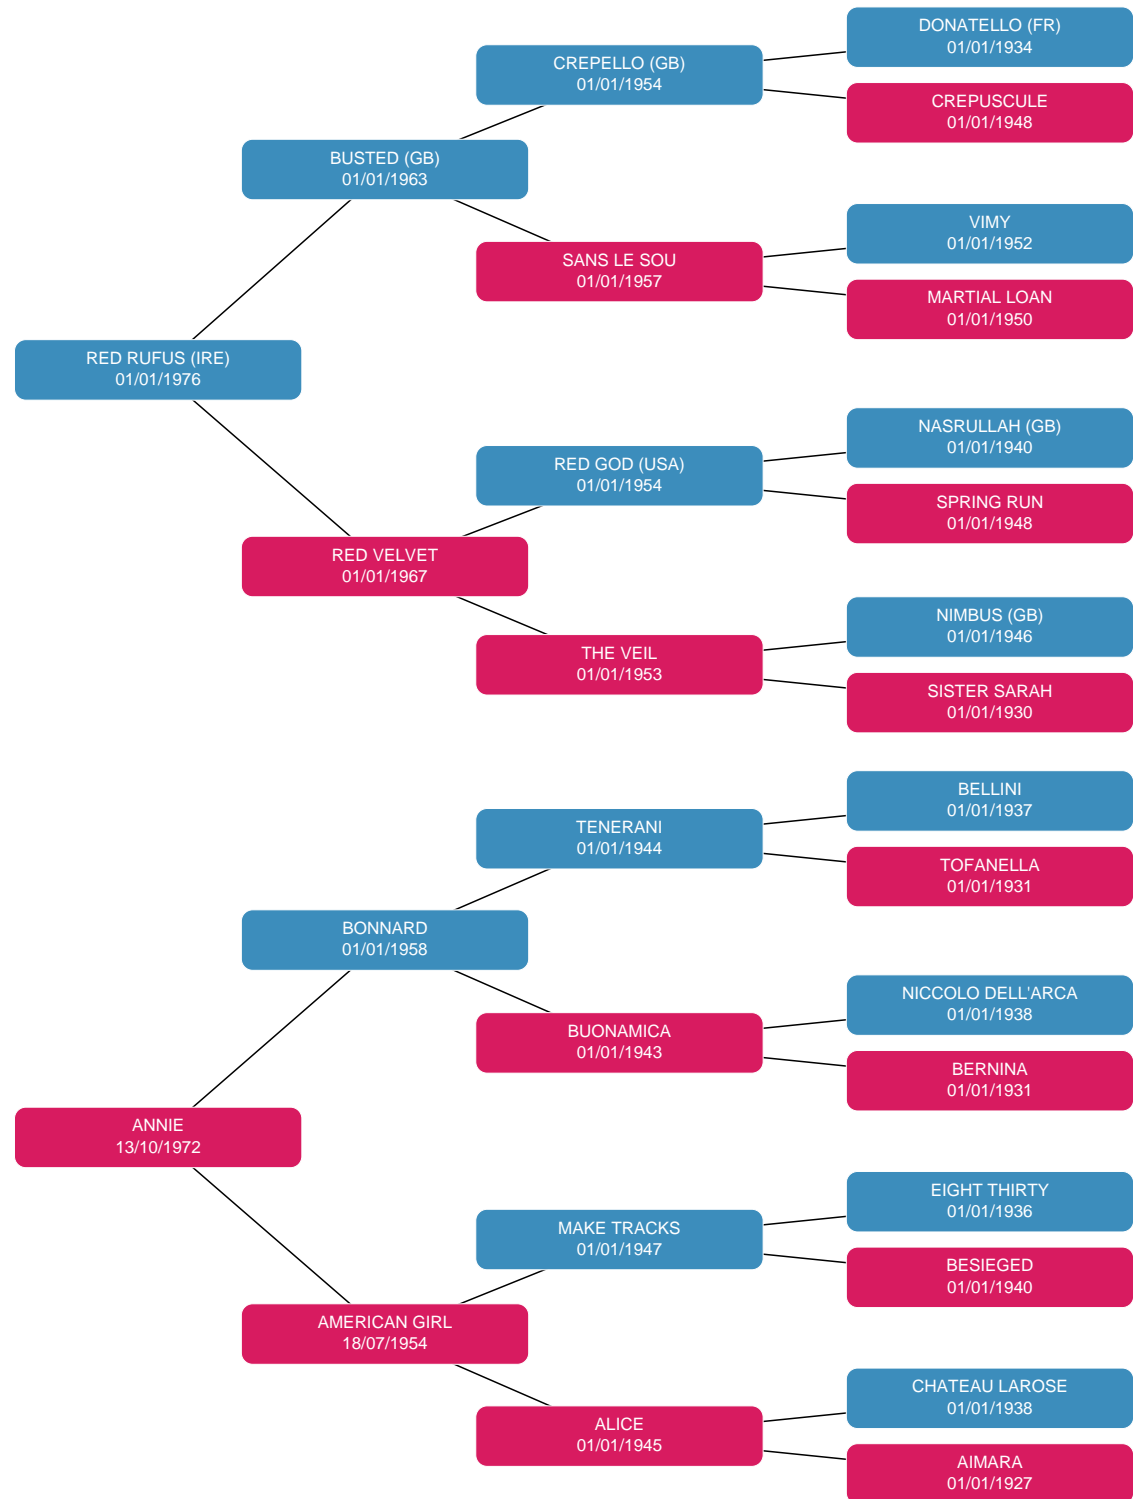 DONATELLO (FR)
01/01/1934
CREPELLO (GB)
01/01/1954
CREPUSCULE
01/01/1948
BUSTED (GB)
01/01/1963
VIMY
01/01/1952
SANS LE SOU
01/01/1957
MARTIAL LOAN
01/01/1950
RED RUFUS (IRE)
01/01/1976
NASRULLAH (GB)
01/01/1940
RED GOD (USA)
01/01/1954
SPRING RUN
01/01/1948
RED VELVET
01/01/1967
NIMBUS (GB)
01/01/1946
THE VEIL
01/01/1953
SISTER SARAH
01/01/1930
BELLINI
01/01/1937
TENERANI
01/01/1944
TOFANELLA
01/01/1931
BONNARD
01/01/1958
NICCOLO DELL'ARCA
01/01/1938
BUONAMICA
01/01/1943
BERNINA
01/01/1931
ANNIE
13/10/1972
EIGHT THIRTY
01/01/1936
MAKE TRACKS
01/01/1947
BESIEGED
01/01/1940
AMERICAN GIRL
18/07/1954
CHATEAU LAROSE
01/01/1938
ALICE
01/01/1945
AIMARA
01/01/1927